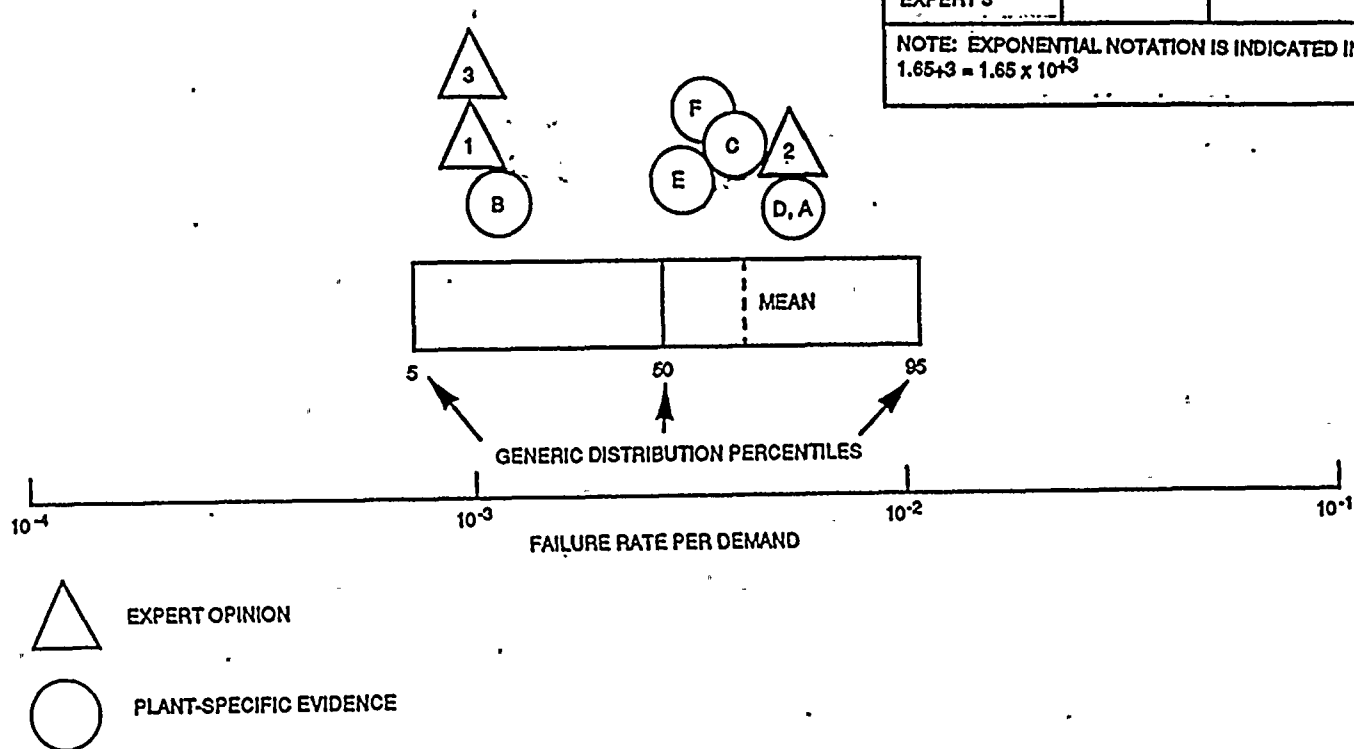 EXPERT 3
NOTE: EXPONENTIAL NOTATION IS INDICATED
1.65+3 = 1.65 x 10+3
3
1
B
F
C
E
2
D, A
MEAN
5
50
95
GENERIC DISTRIBUTION PERCENTILES
10-4
10-3
10-2
10-1
FAILURE RATE PER DEMAND
EXPERT OPINION
PLANT-SPECIFIC EVIDENCE